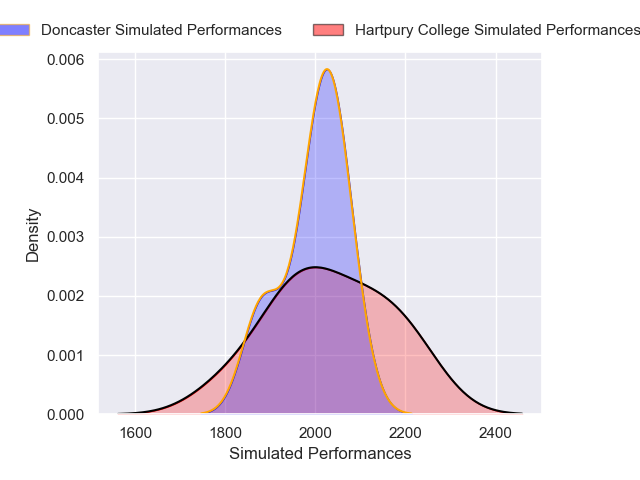 Doncaster Simulated Performances
Hartpury College Simulated Performances
0.006
0.005
0.004
0.003
0.002
0.001
0.000
Density
1600 1800 2000 2200 2400
Simulated Performances